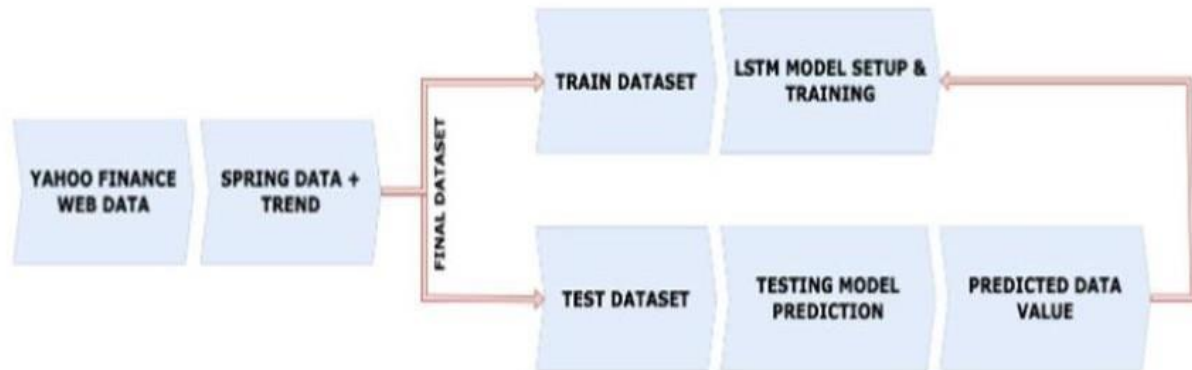 YAHOO FINANCE
WEB DATA
SPRING DATA +
TREND
FINAL DATASET
TRAIN DATASET
LSTM MODEL SETUP &
TRAINING
TEST DATASET
TESTING MODEL
PREDICTION
PREDICTED DATA
VALUE